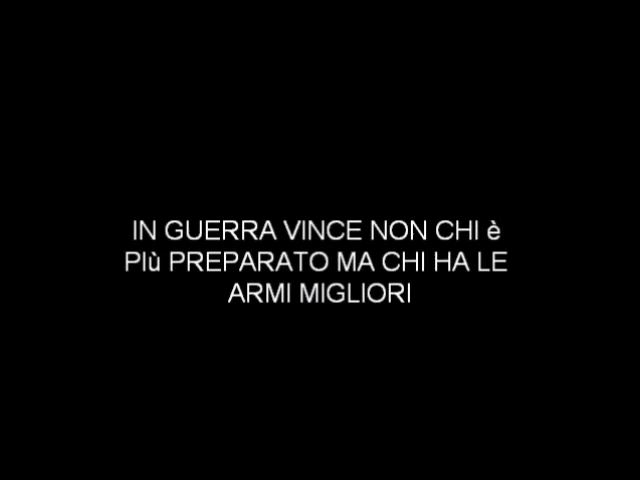 IN GUERRA VINCE NON CHI è
PIù PREPARATO MA CHI HA LE
ARMI MIGLIORI